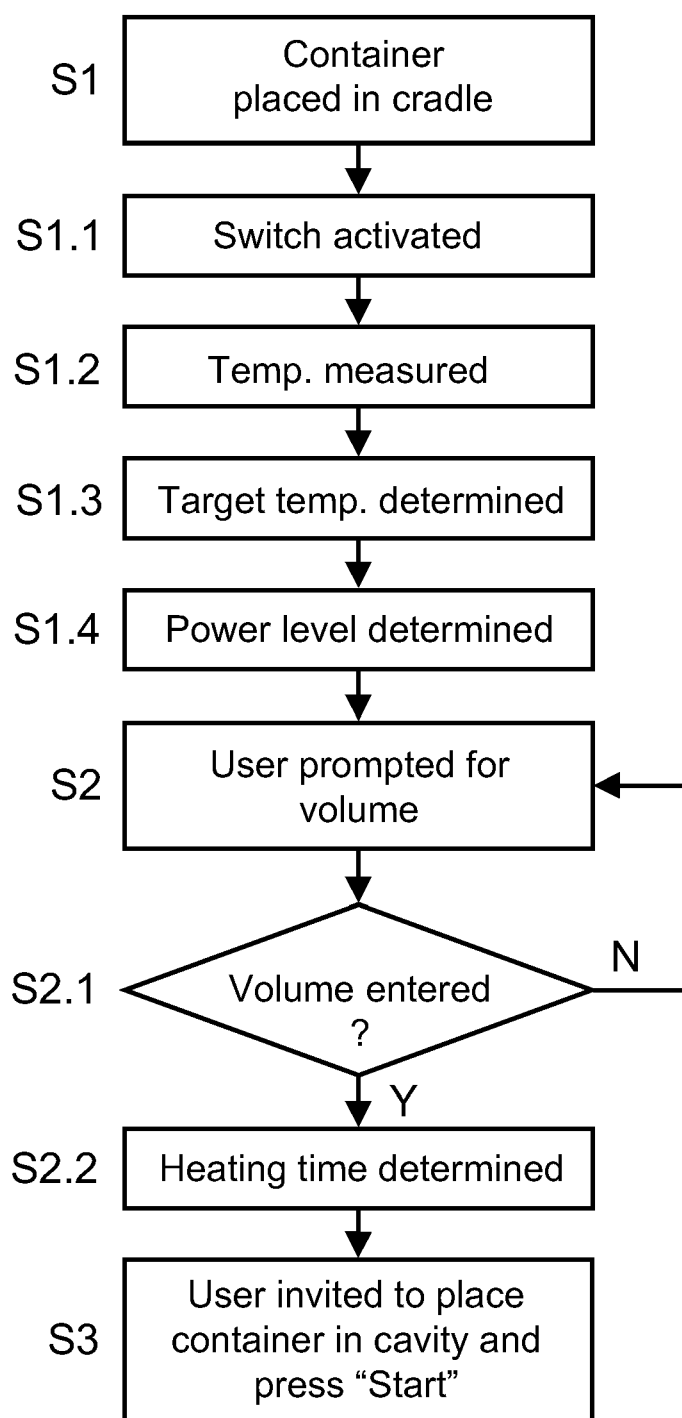 S1
Container
placed in cradle
S1.1
Switch activated
S1.2
Temp. measured
S1.3
Target temp. determined
S1.4
Power level determined
S2
User prompted for
volume
S2.1
Volume entered
?
N
Y
S2.2
Heating time determined
S3
User invited to place
container in cavity and
press “Start”